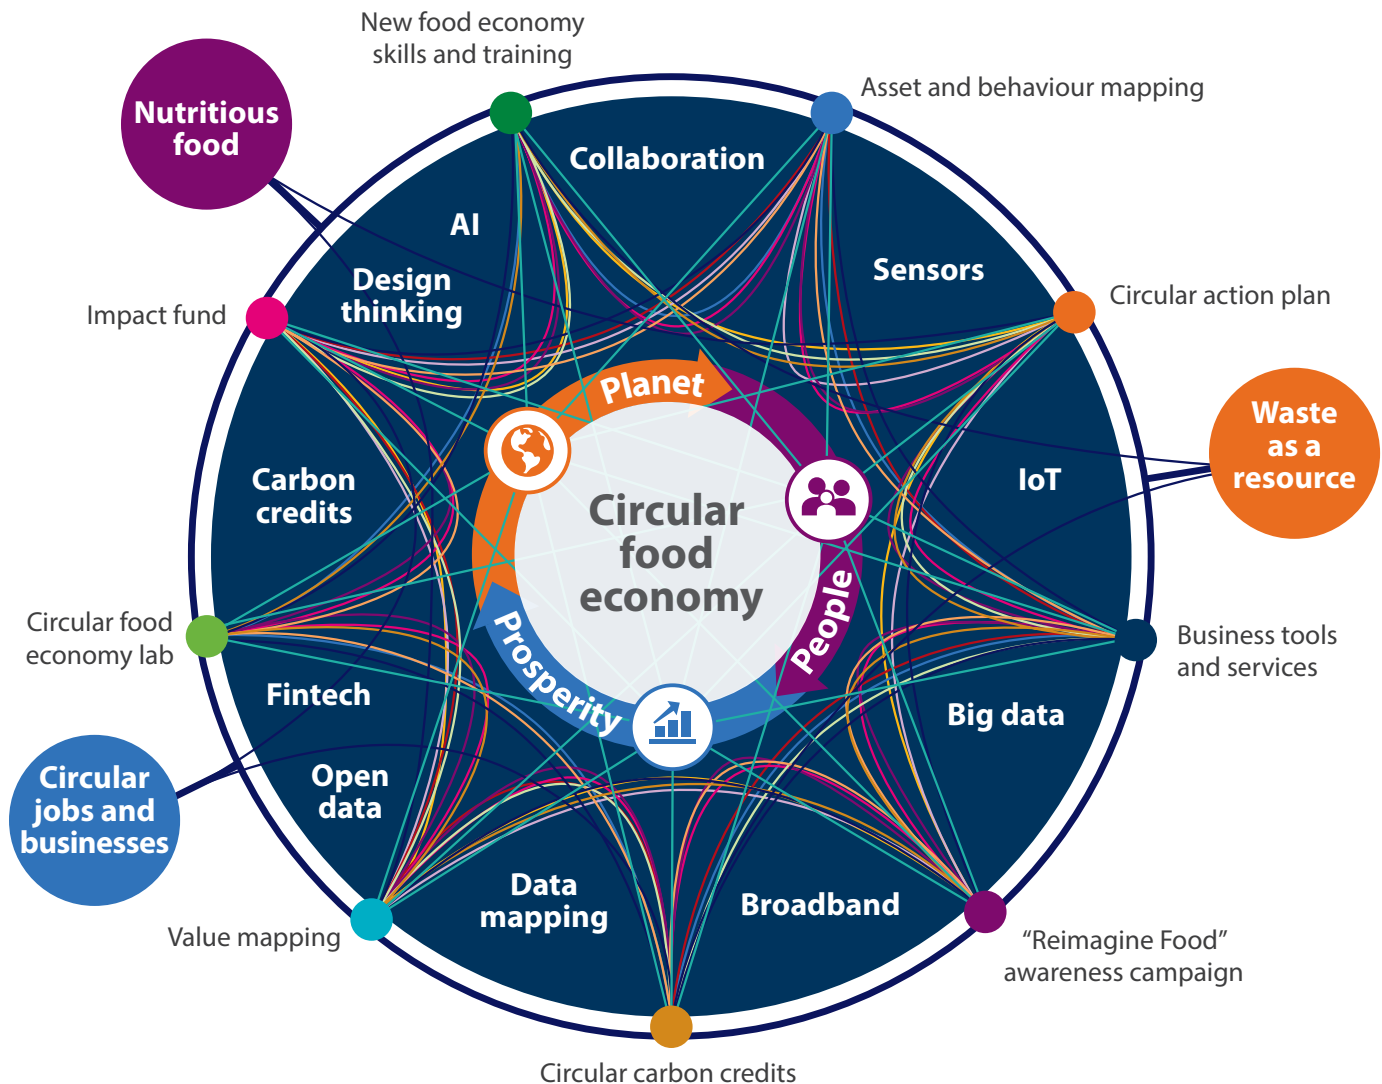 New food economy
skills and training
Asset and behaviour mapping
Nutritious
food
Collaboration
AI
Sensors
Design
thinking
Impact fund
Circular action plan
Planet
Waste
as a
resource
Carbon
credits
IoT
Circular
food
economy
People
Prosperity
Circular food
economy lab
Business tools
and services
Fintech
Big data
Circular
jobs and
businesses
Open
data
Data
mapping
Broadband
Value mapping
“Reimagine Food”
awareness campaign
Circular carbon credits